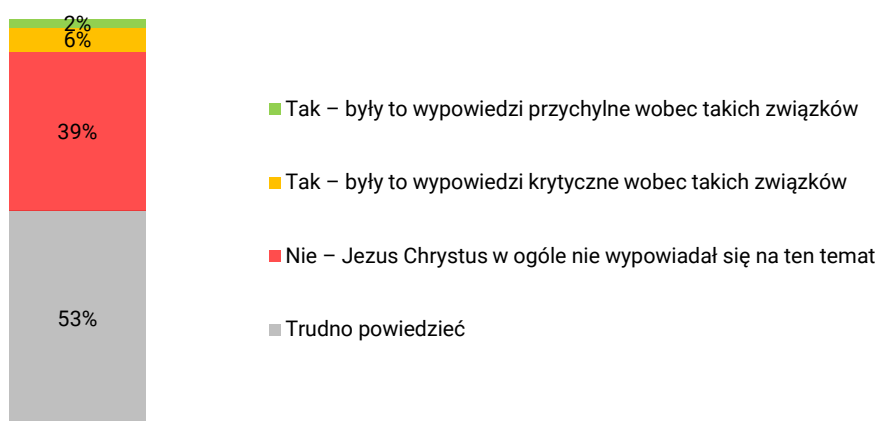 2%
6%
39%
53%
Tak – były to wypowiedzi przychylne wobec takich związków
Tak – były to wypowiedzi krytyczne wobec takich związków
Nie – Jezus Chrystus w ogóle nie wypowiadał się na ten temat
Trudno powiedzieć